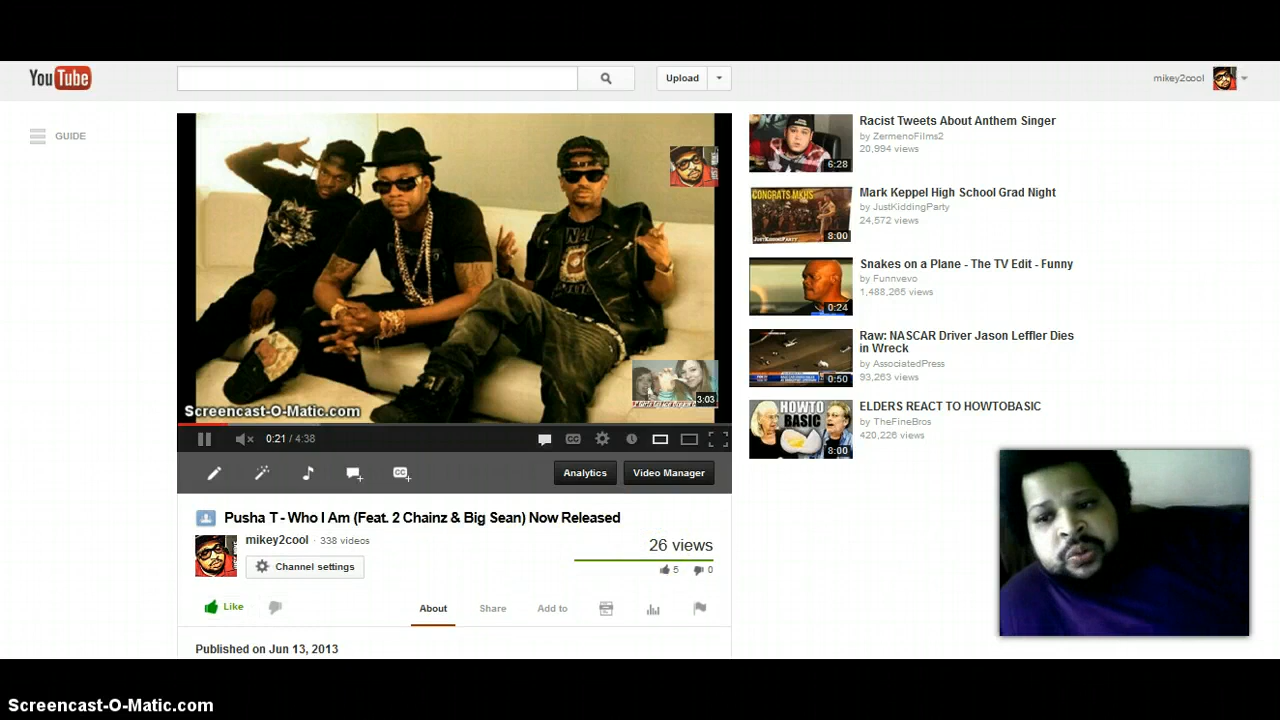 YouTube
Upload
mikey2cool
GUIDE
Screencast-O-Matic.com
3:03
0:21 / 4:38
CC
CC
Analytics
Video Manager
Pusha T - Who I Am (Feat. 2 Chainz & Big Sean) Now Released
mikey2cool · 338 videos
Channel settings
26 views
5
0
Like
About
Share
Add to
Published on Jun 13, 2013
6:28
Racist Tweets About Anthem Singer
by ZermenoFilms2
20,994 views
CONGRATS MKHS
JUSTKIDDINGPARTY
8:00
Mark Keppel High School Grad Night
by JustKiddingParty
24,572 views
0:24
Snakes on a Plane - The TV Edit - Funny
by Funnvevo
1,488,265 views
0:50
Raw: NASCAR Driver Jason Leffler Dies
in Wreck
by AssociatedPress
93,263 views
HOWTO
BASIC
8:00
ELDERS REACT TO HOWTOBASIC
by TheFineBros
420,226 views
Screencast-O-Matic.com